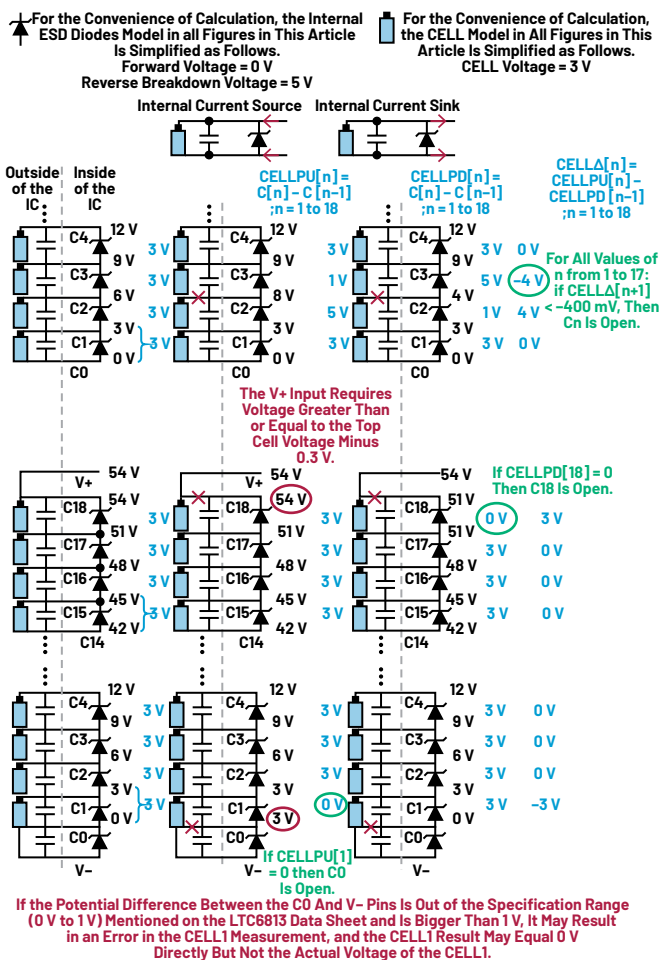 For the Convenience of Calculation, the Internal
ESD Diodes Model in all Figures in This Article
Is Simplified as Follows.
Forward Voltage = 0 V
Reverse Breakdown Voltage = 5 V
For the Convenience of Calculation,
the CELL Model in All Figures in This
Article Is Simplified as Follows.
CELL Voltage = 3 V
Internal Current Source
Internal Current Sink
Outside
of the
IC
Inside
of the
IC
CELLPU[n] =
C[n] – C [n–1]
;n = 1 to 18
CELLPD[n] =
C[n] – C [n–1]
;n = 1 to 18
CELLΔ[n] =
CELLPU[n] –
CELLPD [n–1]
;n = 1 to 18
12 V
C4
9 V
C3
6 V
C2
3 V
C1
0 V
C0
3 V
12 V
C4
3 V
9 V
C3
3 V
8 V
C2
3 V
3 V
C1
0 V
C0
3 V
1 V
5 V
3 V
12 V
C4
9 V
C3
4 V
C2
3 V
C1
0 V
C0
3 V 0 V
5 V –4 V
1 V 4 V
3 V 0 V
For All Values of
n from 1 to 17:
if CELLΔ[n+1]
< –400 mV, Then
Cn Is Open.
The V+ Input Requires
Voltage Greater Than
or Equal to the Top
Cell Voltage Minus
0.3 V.
54 V
V+
54 V
C18
51 V
C17
48 V
C16
45 V
C15
42 V
C14
3 V
3 V
3 V
3 V
54 V
V+
54 V
C18
51 V
C17
48 V
C16
45 V
C15
42 V
C14
3 V
3 V
3 V
3 V
54 V
51 V
C18
51 V
C17
48 V
C16
45 V
C15
42 V
C14
If CELLPD[18] = 0
Then C18 Is Open.
0 V 3 V
3 V 0 V
3 V 0 V
3 V 0 V
12 V
C4
9 V
C3
6 V
C2
3 V
C1
0 V
C0
V–
3 V
3 V
3 V
3 V
12 V
C4
9 V
C3
6 V
C2
3 V
C1
3 V
C0
V–
3 V
3 V
3 V
0 V
If CELLPU[1]
= 0 then C0
Is Open.
12 V
C4
9 V
C3
6 V
C2
3 V
C1
0 V
C0
V–
3 V 0 V
3 V 0 V
3 V 0 V
3 V –3 V
If the Potential Difference Between the C0 And V– Pins Is Out of the Specification Range
(0 V to 1 V) Mentioned on the LTC6813 Data Sheet and Is Bigger Than 1 V, It May Result
in an Error in the CELL1 Measurement, and the CELL1 Result May Equal 0 V
Directly But Not the Actual Voltage of the CELL1.